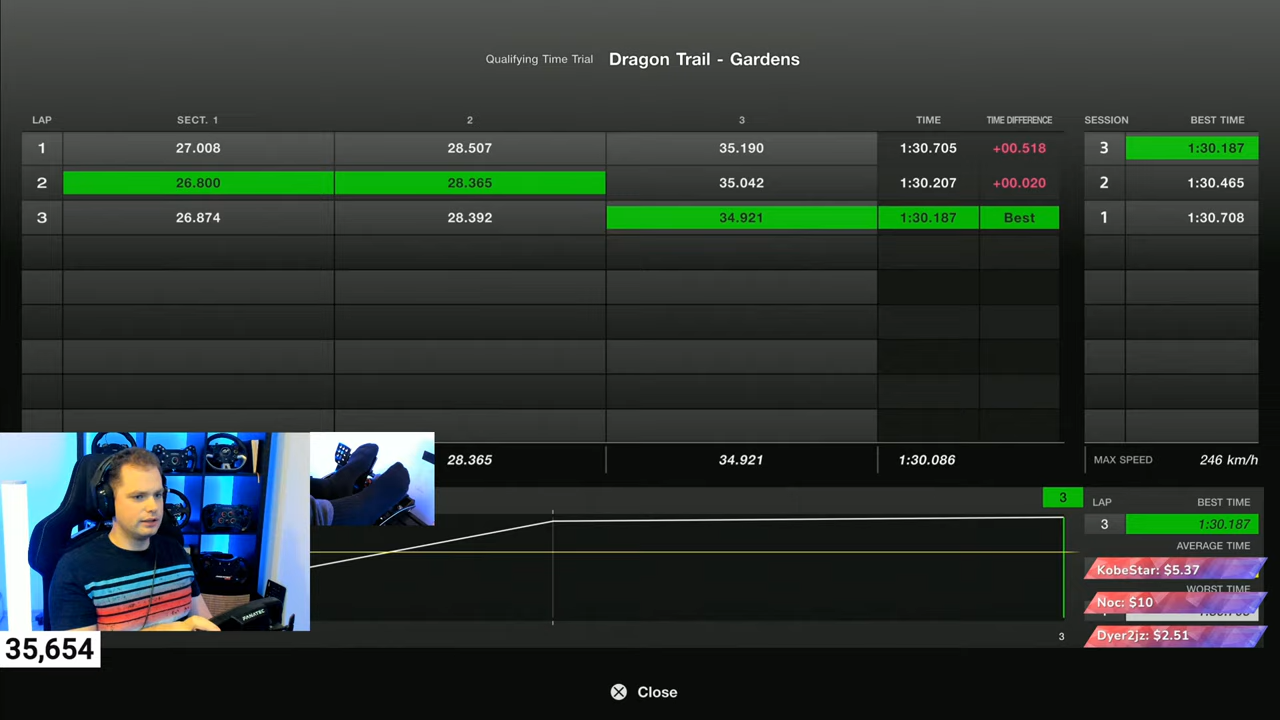 Qualifying Time Trial Dragon Trail - Gardens
LAP SECT. 1 2 3 TIME TIME DIFFERENCE SESSION BEST TIME
1 27.008 28.507 35.190 1:30.705 +00.518 3 1:30.187
2 26.800 28.365 35.042 1:30.207 +00.020 2 1:30.465
3 26.874 28.392 34.921 1:30.187 Best 1 1:30.708
28.365 34.921 1:30.086 MAX SPEED 246 km/h
3
LAP BEST TIME
3 1:30.187
AVERAGE TIME
KobeStar: $5.37
WORST TIME
Noc: $10
Dyer2jz: $2.51
3
FANATEC
35,654
Close